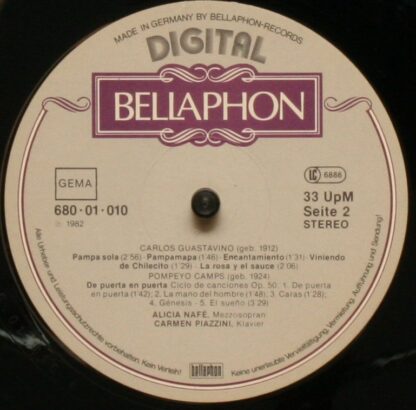 MADE IN GERMANY BY BELLAPHON-RECORDS
DIGITAL
BELLAPHON
GEMA
LC 6888
680·01·010
℗ 1982
33 UpM
Seite 2
STEREO
CARLOS GUASTAVINO (geb. 1912)
Pampa sola (2'56) - Pampamapa (1'46) - Encantamiento (1'31) - Viniendo
de Chilecito (1'29) - La rosa y el sauce (2'06)
POMPEYO CAMPS (geb. 1924)
De puerta en puerta Ciclo de canciones Op. 50: 1. De puerta
en puerta (1'42); 2. La mano del hombre (1'48); 3. Caras (1'28);
4. Génesis - 5. El sueño (3'29)
ALICIA NAFÉ, Mezzosopran
CARMEN PIAZZINI, Klavier
Alle Urheber- und Leistungsschutzrechte vorbehalten. Kein Verleih!
Keine unerlaubte Vervielfältigung, Vermietung, Aufführung und Sendung!
bellaphon